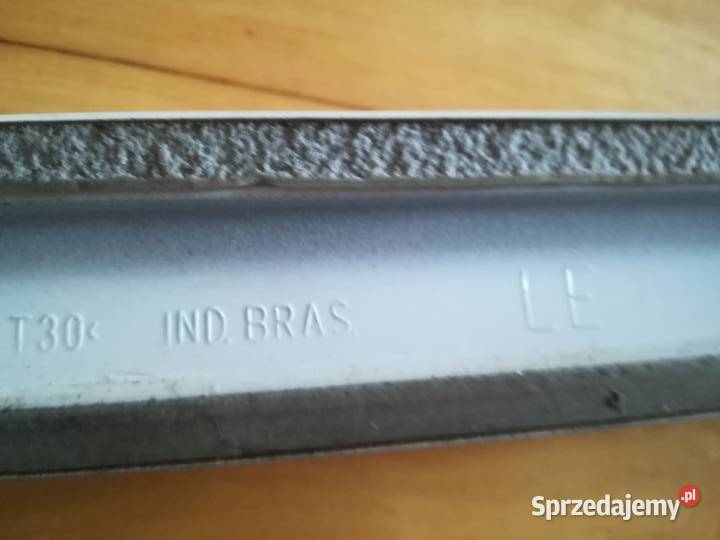 T30< IND. BRAS. LE
Sprzedajemy.pl